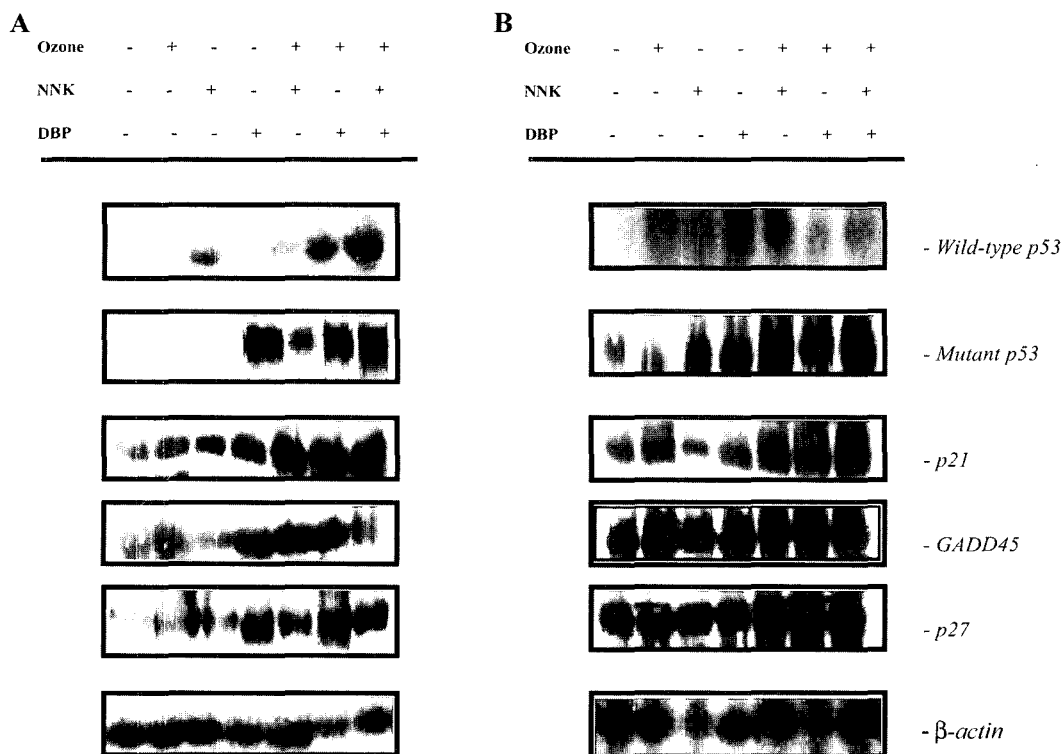 A
Ozone - + - - + + +
NNK - - + - + - +
DBP - - - + - + +
B
Ozone - + - - + + +
NNK - - + - + - +
DBP - - - + - + +
- Wild-type p53
- Mutant p53
- p21
- GADD45
- p27
- β-actin